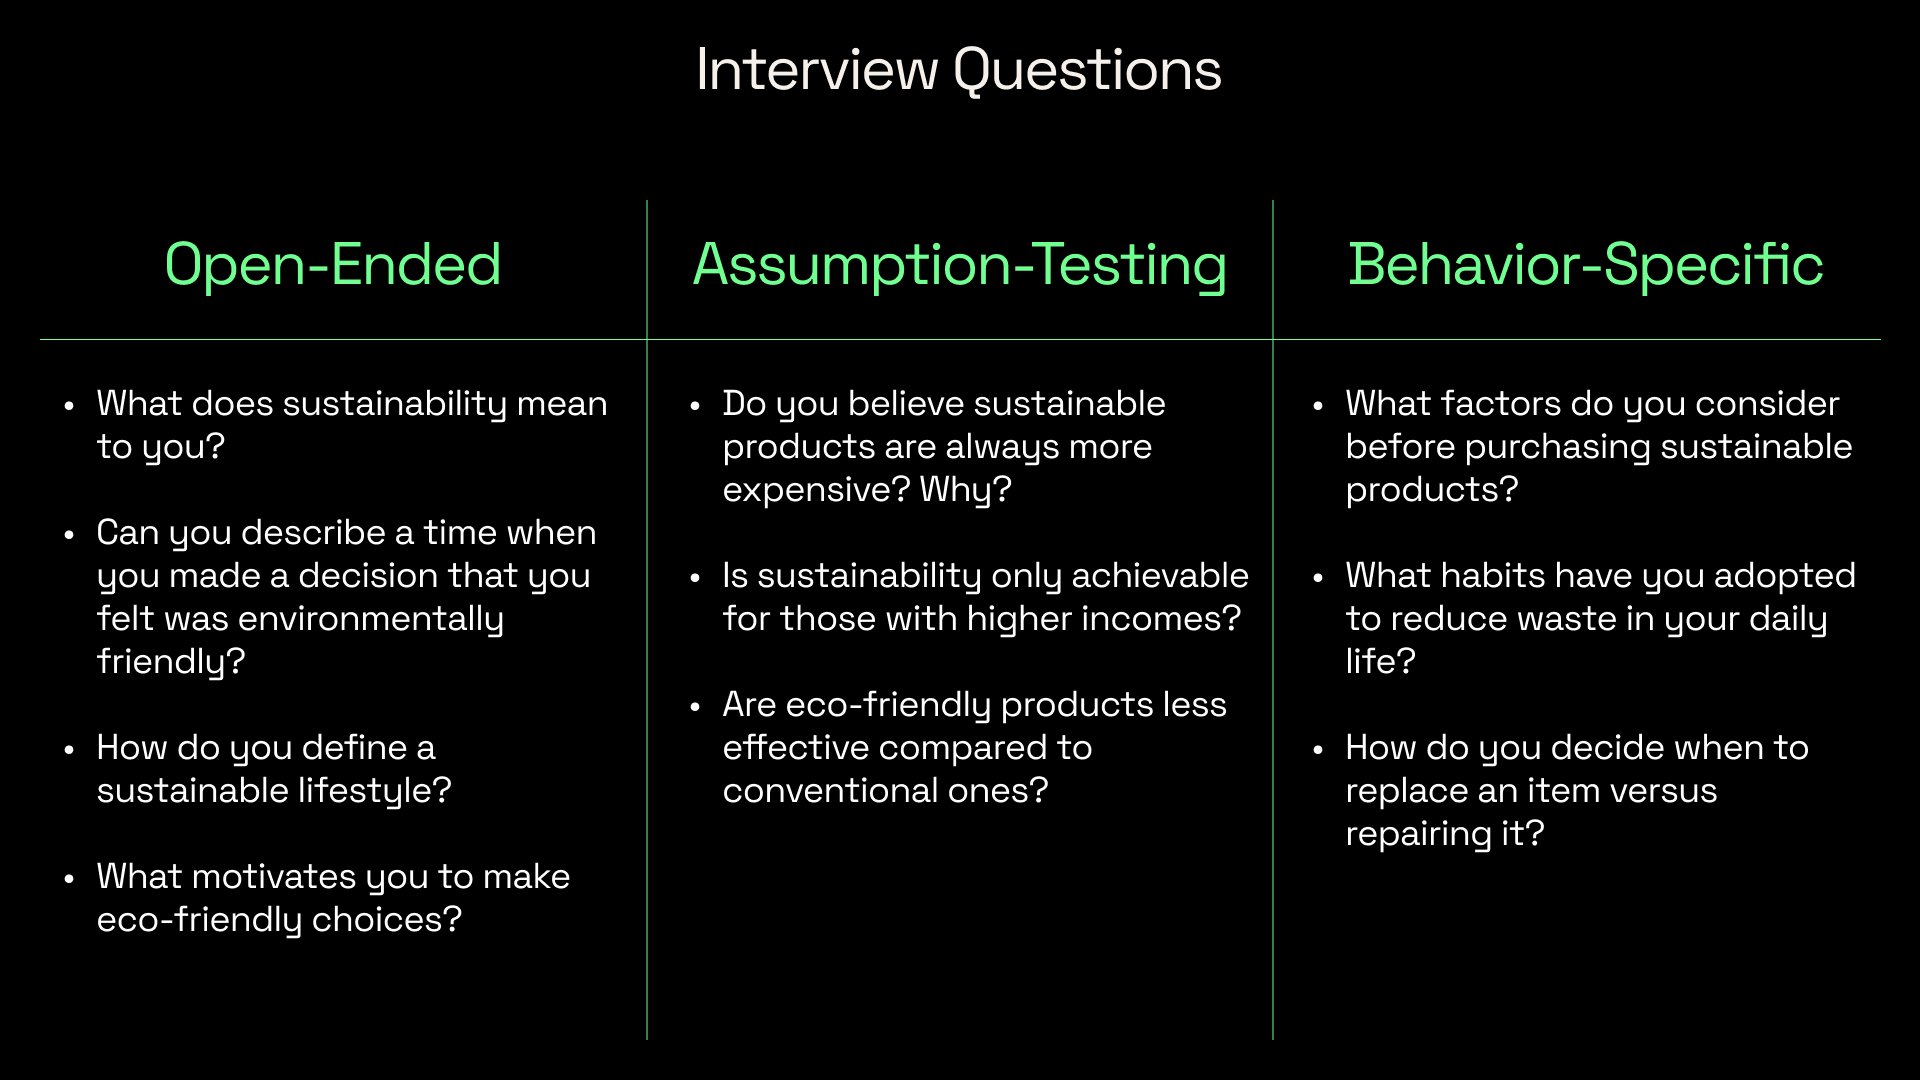 Interview Questions
Open-Ended
• What does sustainability mean
to you?
• Can you describe a time when
you made a decision that you
felt was environmentally
friendly?
• How do you define a
sustainable lifestyle?
• What motivates you to make
eco-friendly choices?
Assumption-Testing
• Do you believe sustainable
products are always more
expensive? Why?
• Is sustainability only achievable
for those with higher incomes?
• Are eco-friendly products less
effective compared to
conventional ones?
Behavior-Specific
• What factors do you consider
before purchasing sustainable
products?
• What habits have you adopted
to reduce waste in your daily
life?
• How do you decide when to
replace an item versus
repairing it?